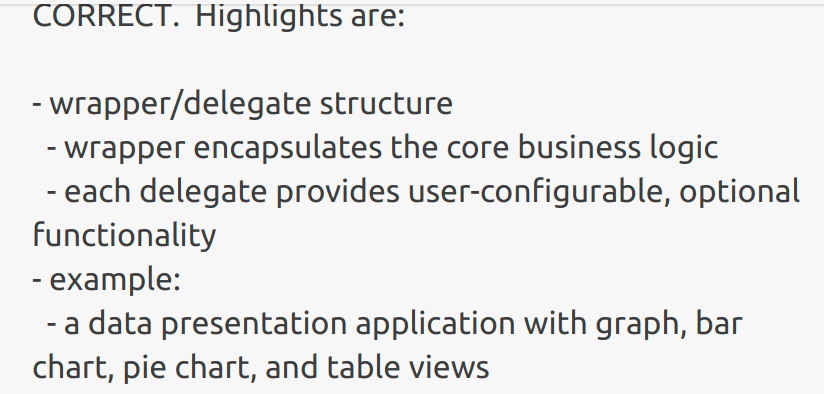 CORRECT.  Highlights are:
- wrapper/delegate structure
  - wrapper encapsulates the core business logic
  - each delegate provides user-configurable, optional
functionality
- example:
  - a data presentation application with graph, bar
chart, pie chart, and table views